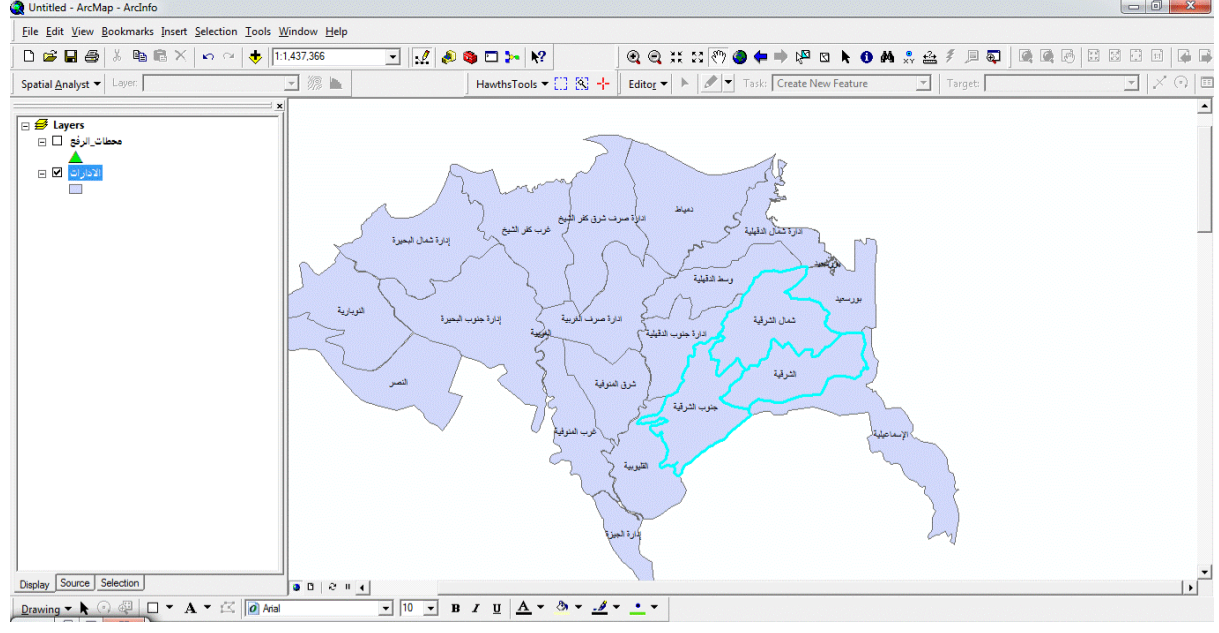 Untitled - ArcMap - ArcInfo
File Edit View Bookmarks Insert Selection Tools Window Help
1:1,437,366
Spatial Analyst Layer: HawthsTools Editor Task: Create New Feature Target:
Layers
محطات_الرفع
الادارات
دمياط
ادارة صرف شرق كفر الشيخ
غرب كفر الشيخ
ادارة شمال الدقهلية
إدارة شمال البحيرة
بورسعيد
وسط الدقهلية
بورسعيد
النوبارية
إدارة جنوب البحيرة
ادارة صرف الغربية
شمال الشرقية
الغربية
ادارة جنوب الدقهلية
الشرقية
النصر
شرق المنوفية
جنوب الشرقية
غرب المنوفية
الإسماعيلية
القليوبية
إدارة الجيزة
Display Source Selection
Drawing A Arial 10 B I U A